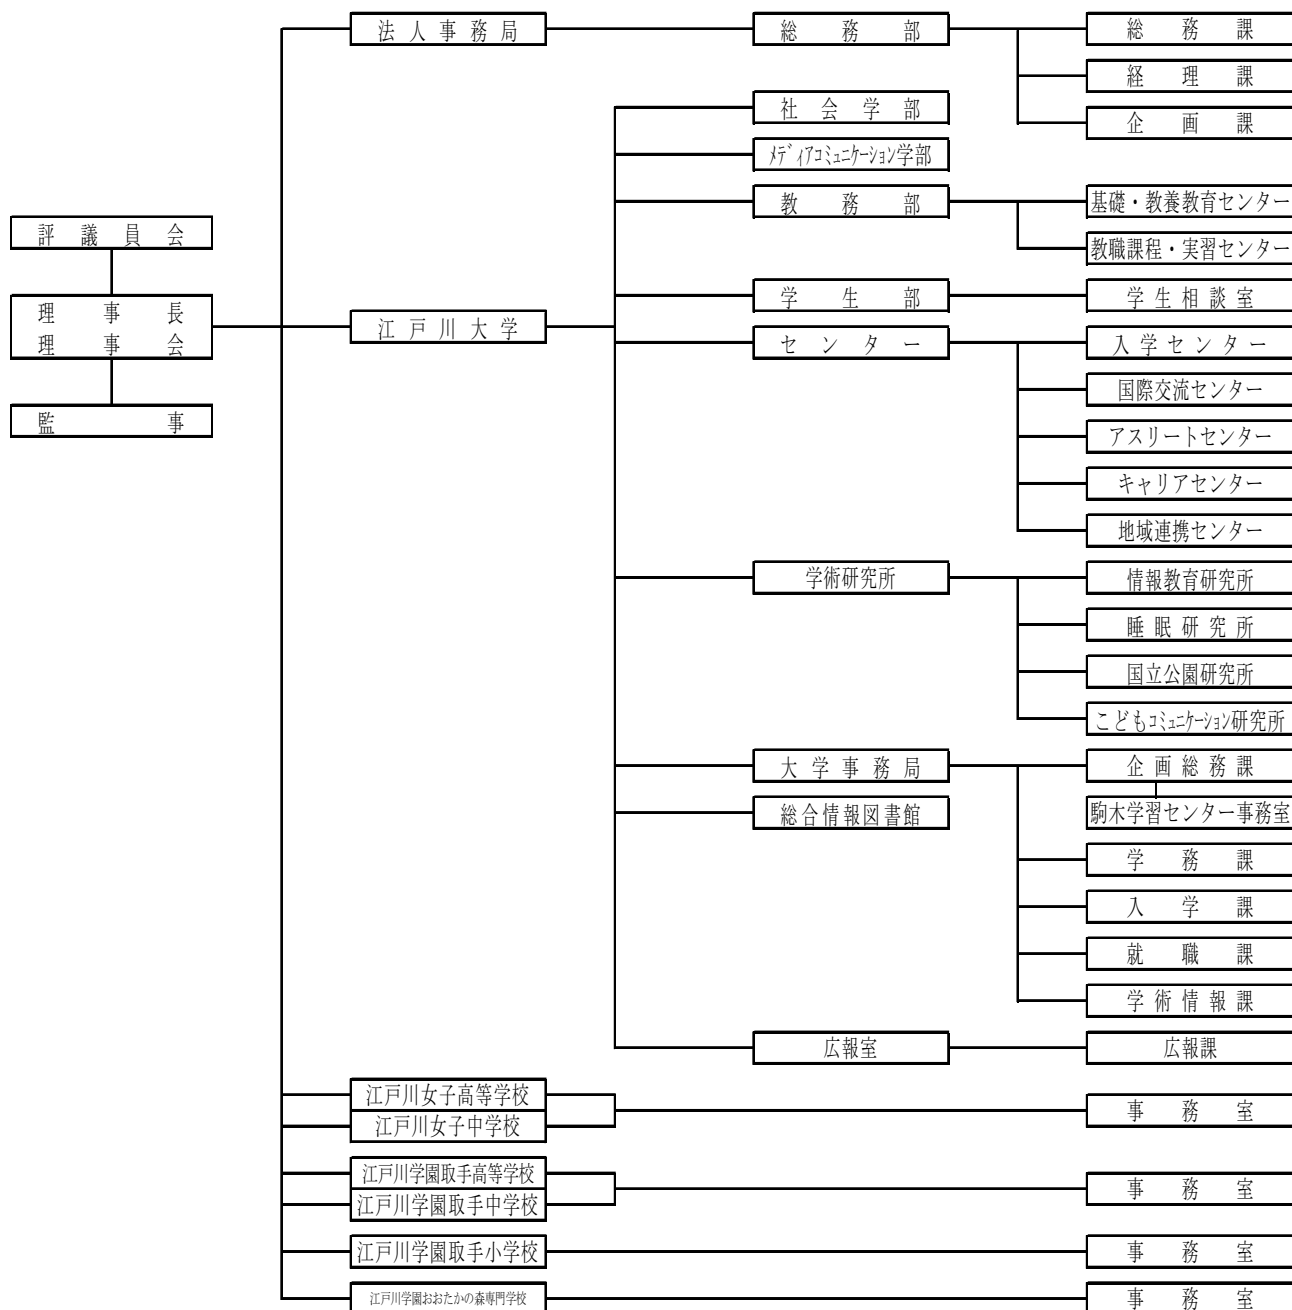 法人事務局
総務部
総務課
経理課
企画課
社会学部
メディアコミュニケーション学部
教務部
基礎・教養教育センター
教職課程・実習センター
評議員会
理事長
理事会
監事
江戸川大学
学生部
学生相談室
センター
入学センター
国際交流センター
アスリートセンター
キャリアセンター
地域連携センター
学術研究所
情報教育研究所
睡眠研究所
国立公園研究所
こどもコミュニケーション研究所
大学事務局
企画総務課
総合情報図書館
駒木学習センター事務室
学務課
入学課
就職課
学術情報課
広報室
広報課
江戸川女子高等学校
江戸川女子中学校
事務室
江戸川学園取手高等学校
江戸川学園取手中学校
事務室
江戸川学園取手小学校
事務室
江戸川学園おおたかの森専門学校
事務室